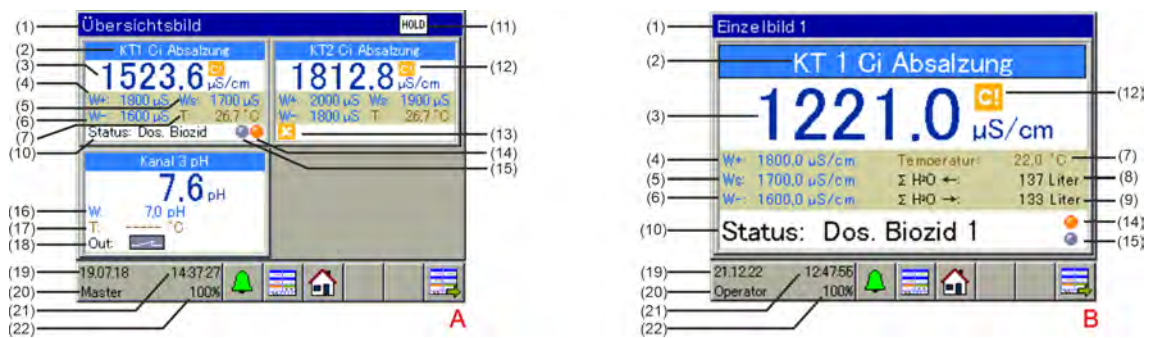 (1) Übersichtsbild HOLD (11)
(2) KT1 Ci Absalzung KT2 Ci Absalzung
(3) 1523.6 C! µS/cm 1812.8 C! µS/cm (12)
(4) W+: 1800 µS Ws: 1700 µS W+: 2000 µS Ws: 1900 µS
(5)
(6) W-: 1600 µS T: 26,7 °C W-: 1800 µS T: 26,7 °C
(7)
(13)
(10) Status: Dos. Biozid
(14)
(15)
Kanal 3 pH
7.6 pH
(16) W: 7,0 pH
(17) T: ----- °C
(18) Out:
(19) 19.07.18 14:37:27
(20) Master 100%
(21)
(22)
A
(1) Einzelbild 1
(2) KT 1 Ci Absalzung
(3) 1221.0 C! µS/cm (12)
(4) W+: 1800,0 µS/cm Temperatur: 22,0 °C (7)
(5) Ws: 1700,0 µS/cm Σ H²O ←: 137 Liter (8)
(6) W-: 1600,0 µS/cm Σ H²O →: 133 Liter (9)
(10) Status: Dos. Biozid 1 (14)
(15)
(19) 21.12.22 12:47:56
(20) Operator 100%
(21)
(22)
B